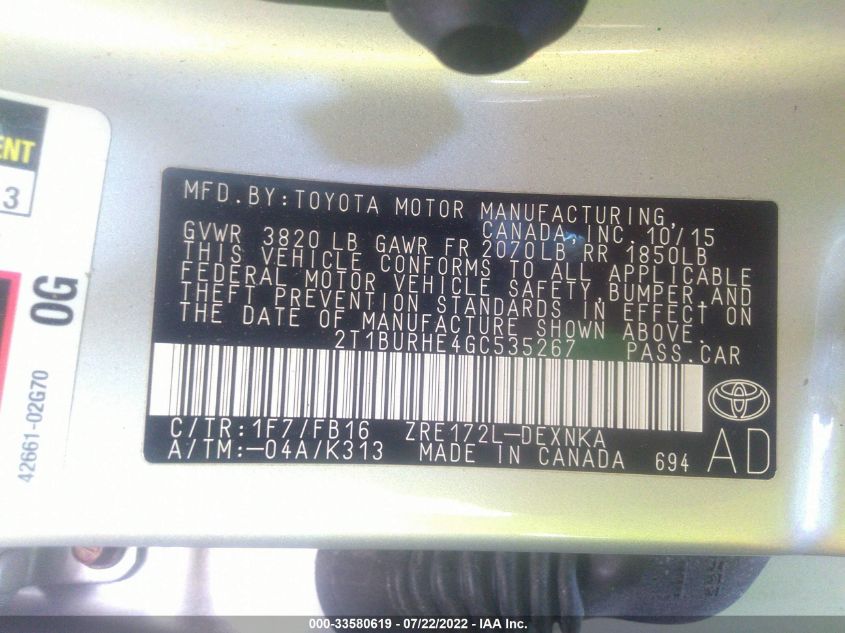 ENT
3
0G
42661-02G70
MFD.BY:TOYOTA MOTOR MANUFACTURING,
CANADA,INC. 10/15
GVWR 3820 LB GAWR FR 2070LB RR 1850LB
THIS VEHICLE CONFORMS TO ALL APPLICABLE
FEDERAL MOTOR VEHICLE SAFETY,BUMPER,AND
THEFT PREVENTION STANDARDS IN EFFECT ON
THE DATE OF MANUFACTURE SHOWN ABOVE.
2T1BURHE4GC535267 PASS.CAR
C/TR:1F7/FB16 ZRE172L-DEXNKA
A/TM:-04A/K313 MADE IN CANADA 694
AD
000-33580619 - 07/22/2022 - IAA Inc.